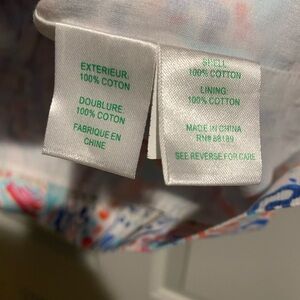 EXTERIEUR:
100% COTON
DOUBLURE:
100% COTON
FABRIQUE EN
CHINE
SHELL
100% COTTON
LINING:
100% COTTON
MADE IN CHINA
RN# 88189
SEE REVERSE FOR CARE